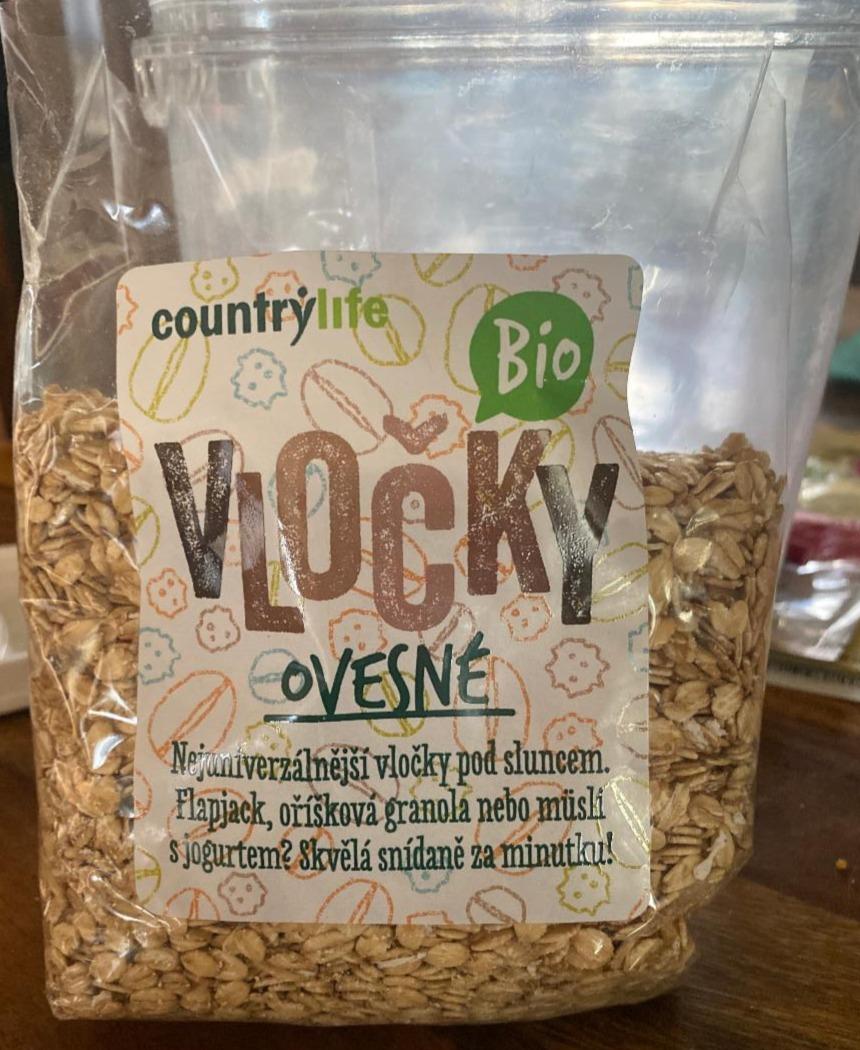 countrylife
Bio
VLOČKY
OVESNÉ
Nejuniverzálnější vločky pod sluncem.
Flapjack, oříšková granola nebo müsli
s jogurtem? Skvělá snídaně za minutku!